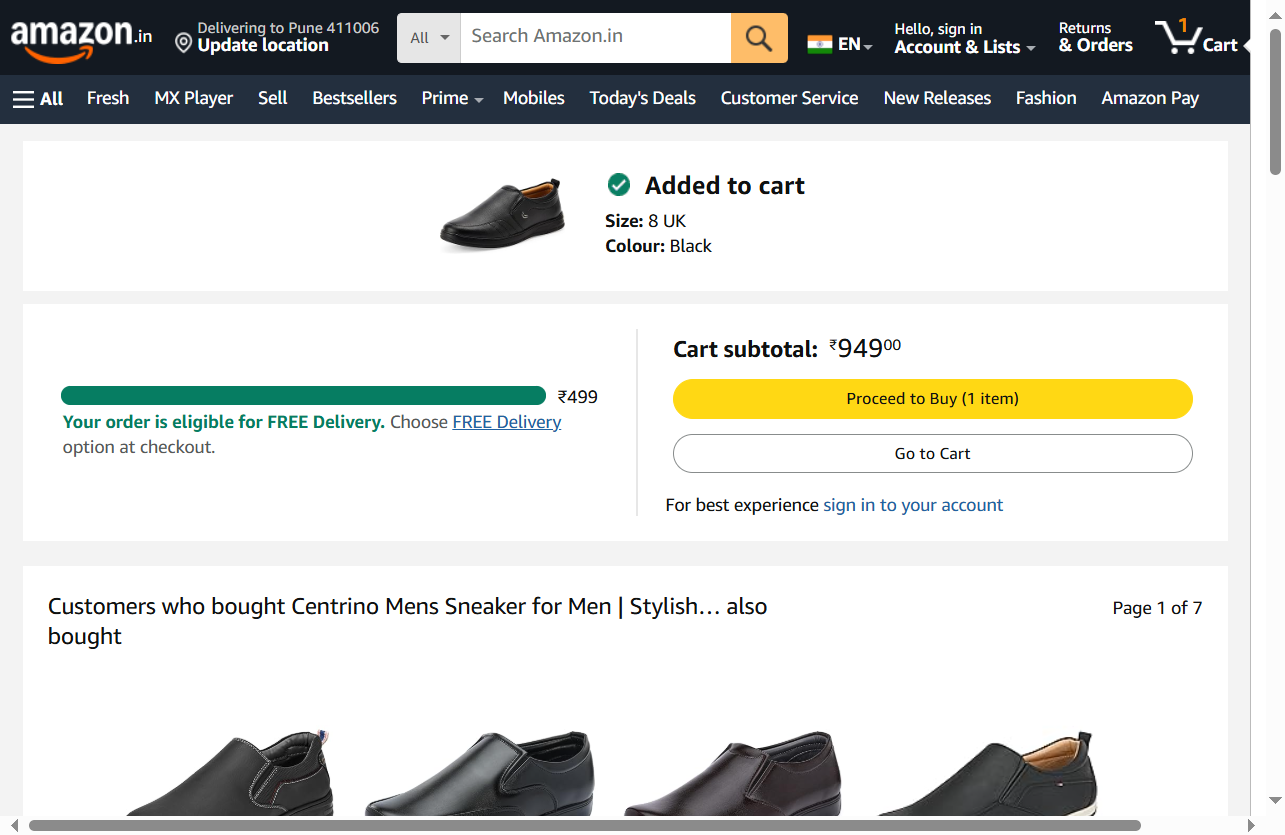 amazon.in
Delivering to Pune 411006
Update location
All
Search Amazon.in
EN
Hello, sign in
Account & Lists
Returns
& Orders
1
Cart
All
Fresh
MX Player
Sell
Bestsellers
Prime
Mobiles
Today's Deals
Customer Service
New Releases
Fashion
Amazon Pay
Added to cart
Size: 8 UK
Colour: Black
₹499
Your order is eligible for FREE Delivery. Choose FREE Delivery
option at checkout.
Cart subtotal: ₹94900
Proceed to Buy (1 item)
Go to Cart
For best experience sign in to your account
Customers who bought Centrino Mens Sneaker for Men | Stylish… also
bought
Page 1 of 7